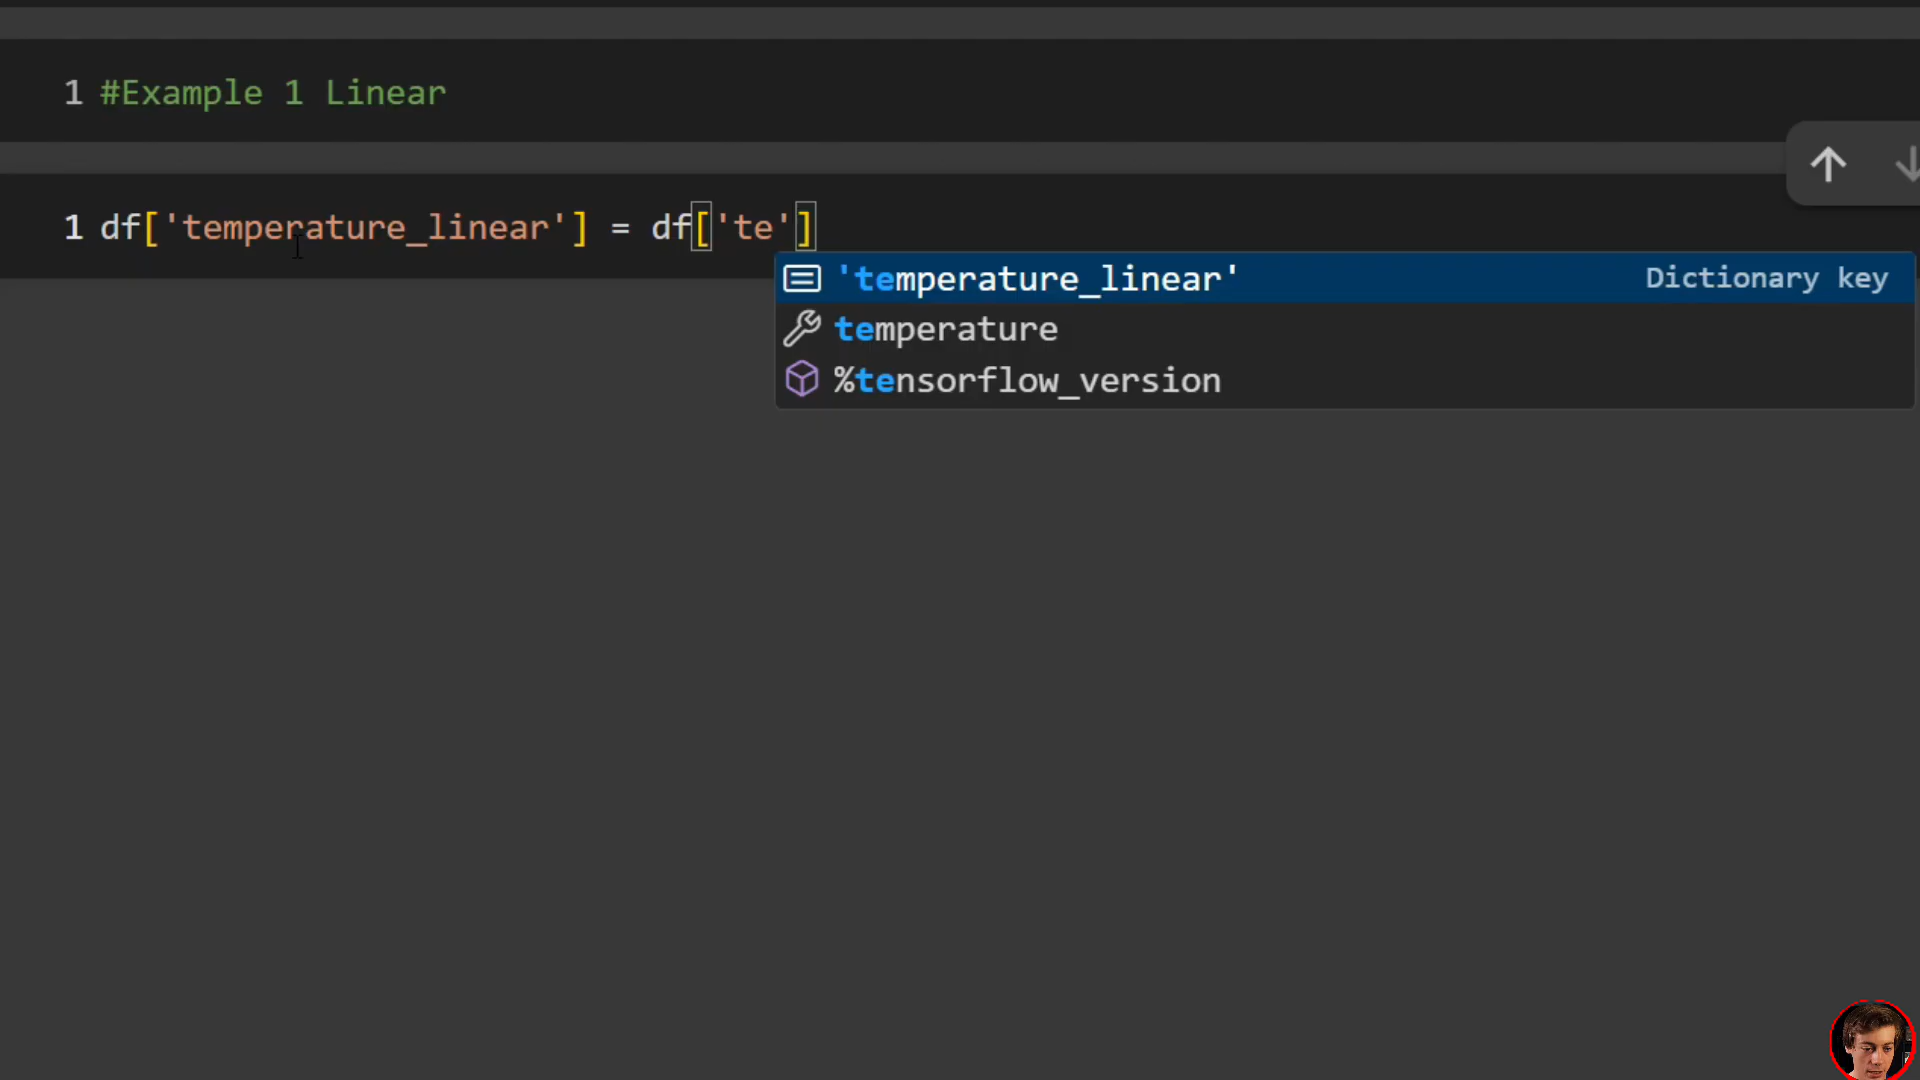 1 #Example 1 Linear
1 df['temperature_linear'] = df['te']
'temperature_linear' Dictionary key
temperature
%tensorflow_version